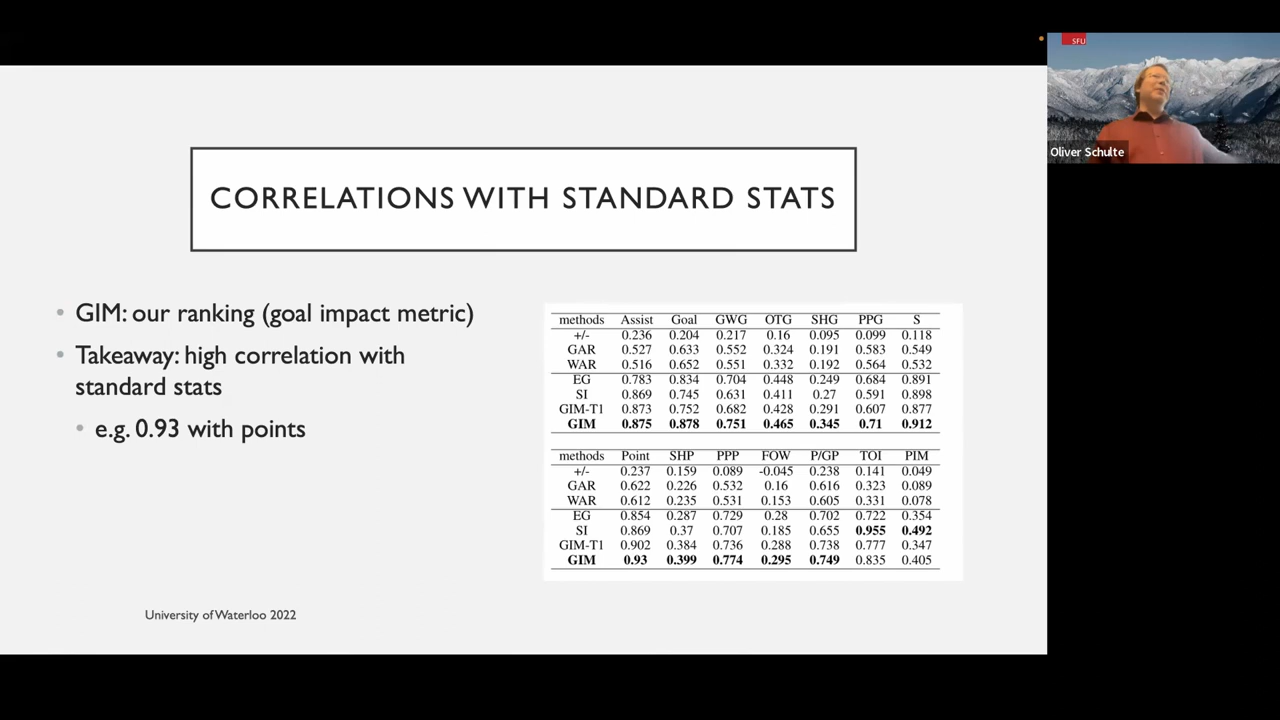 SFU
Oliver Schulte
CORRELATIONS WITH STANDARD STATS
• GIM: our ranking (goal impact metric)
• Takeaway: high correlation with
standard stats
• e.g. 0.93 with points
methods Assist Goal GWG OTG SHG PPG S
+/- 0.236 0.204 0.217 0.16 0.095 0.099 0.118
GAR 0.527 0.633 0.552 0.324 0.191 0.583 0.549
WAR 0.516 0.652 0.551 0.332 0.192 0.564 0.532
EG 0.783 0.834 0.704 0.448 0.249 0.684 0.891
SI 0.869 0.745 0.631 0.411 0.27 0.591 0.898
GIM-T1 0.873 0.752 0.682 0.428 0.291 0.607 0.877
GIM 0.875 0.878 0.751 0.465 0.345 0.71 0.912
methods Point SHP PPP FOW P/GP TOI PIM
+/- 0.237 0.159 0.089 -0.045 0.238 0.141 0.049
GAR 0.622 0.226 0.532 0.16 0.616 0.323 0.089
WAR 0.612 0.235 0.531 0.153 0.605 0.331 0.078
EG 0.854 0.287 0.729 0.28 0.702 0.722 0.354
SI 0.869 0.37 0.707 0.185 0.655 0.955 0.492
GIM-T1 0.902 0.384 0.736 0.288 0.738 0.777 0.347
GIM 0.93 0.399 0.774 0.295 0.749 0.835 0.405
University of Waterloo 2022